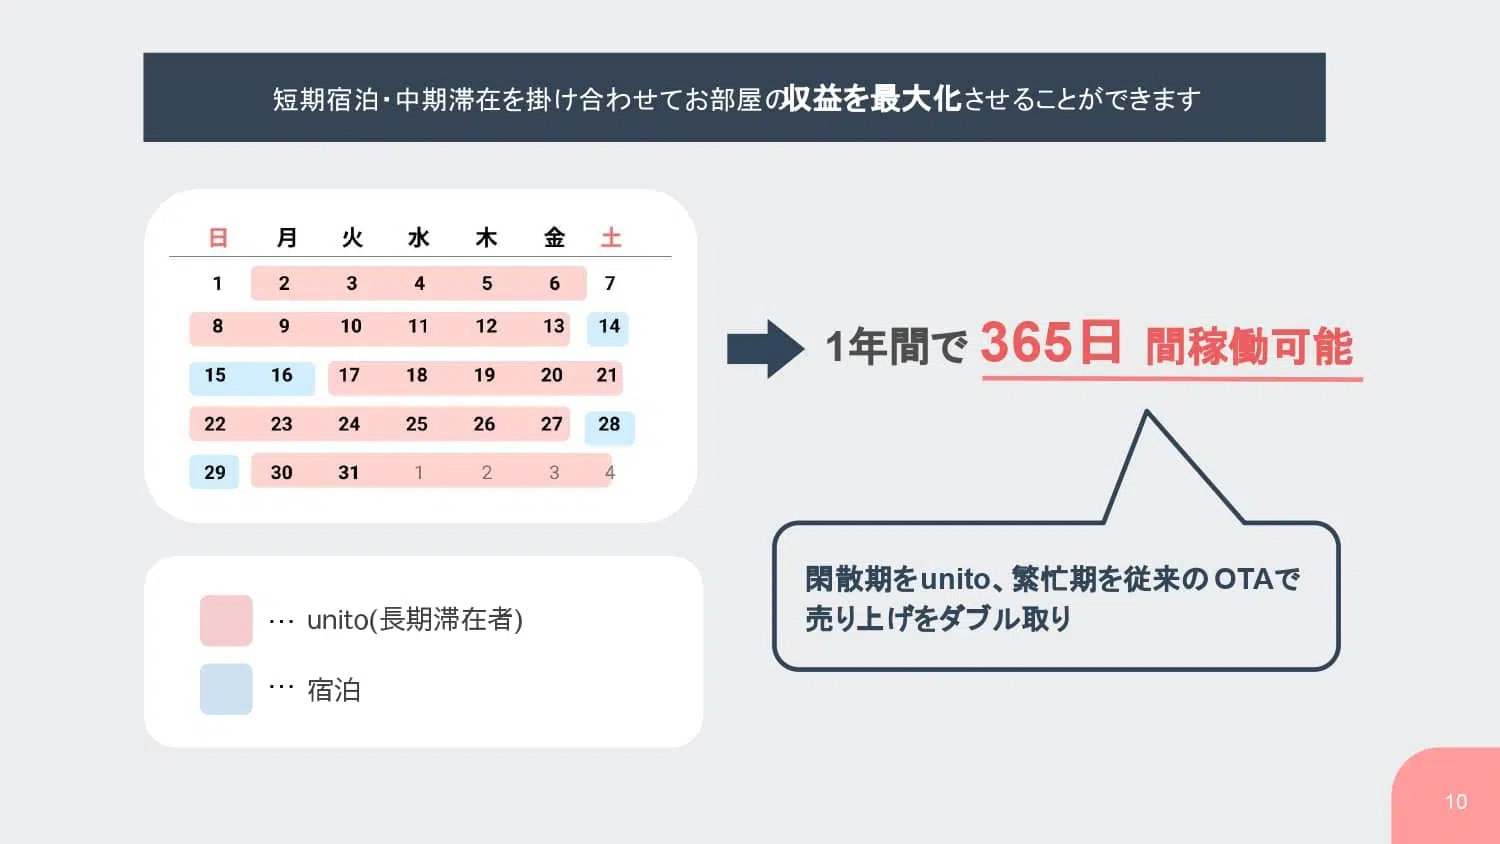 短期宿泊・中期滞在を掛け合わせてお部屋の収益を最大化させることができます
日 月 火 水 木 金 土
1 2 3 4 5 6 7
8 9 10 11 12 13 14
15 16 17 18 19 20 21
22 23 24 25 26 27 28
29 30 31 1 2 3 4
1年間で 365日 間稼働可能
閑散期をunito、繁忙期を従来のOTAで
売り上げをダブル取り
… unito(長期滞在者)
… 宿泊
10